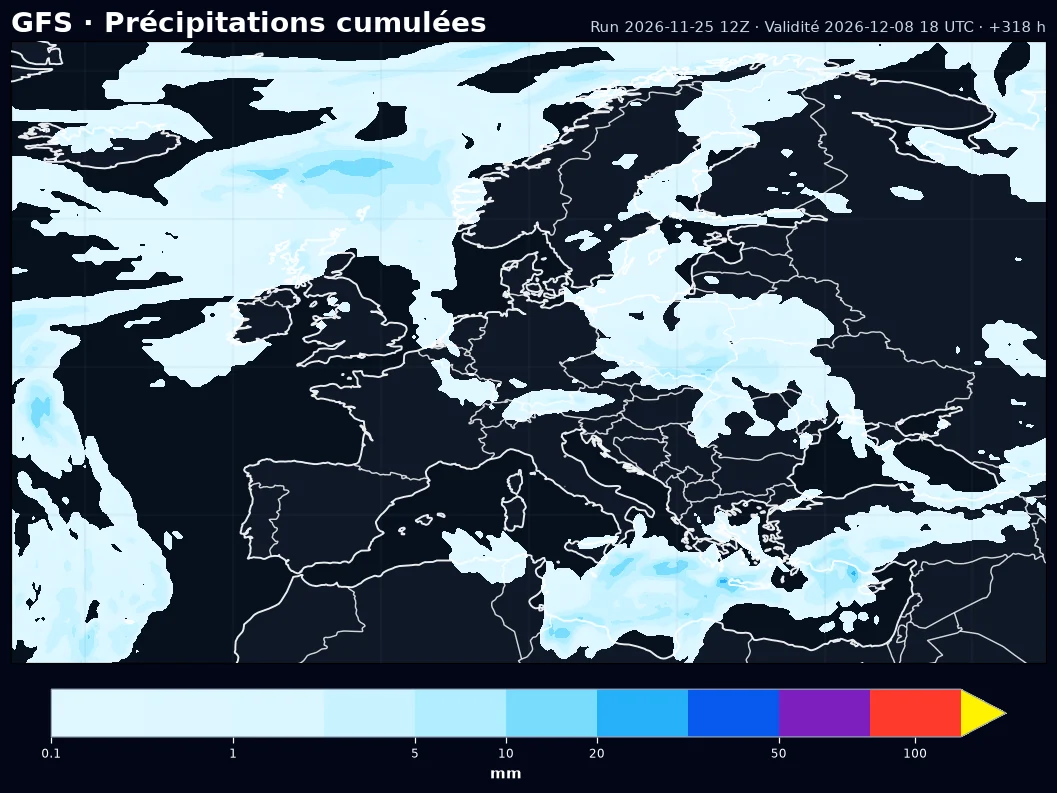 GFS · Précipitations cumulées
Run 2026-11-25 12Z · Validité 2026-12-08 18 UTC · +318 h
0.1 1 5 10 20 50 100
mm